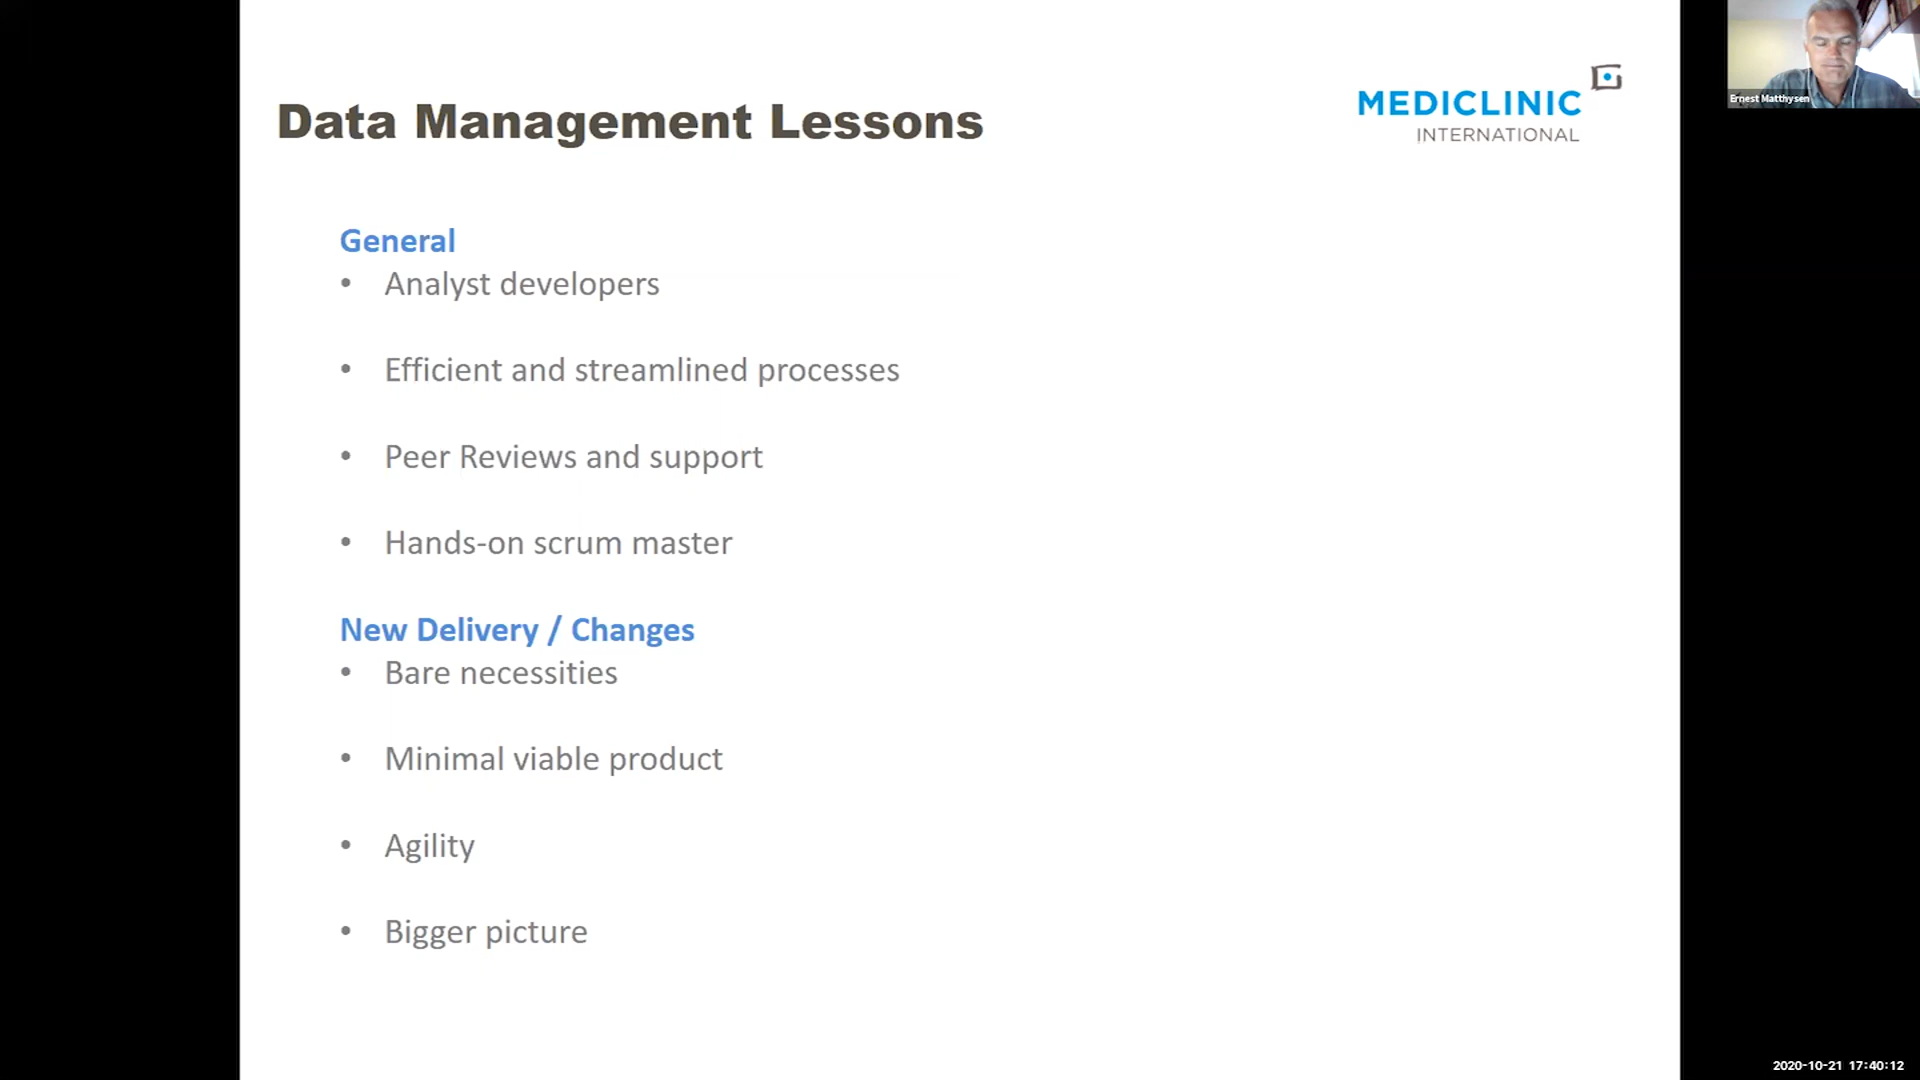 Data Management Lessons
MEDICLINIC
INTERNATIONAL
Ernest Matthysen
General
• Analyst developers
• Efficient and streamlined processes
• Peer Reviews and support
• Hands-on scrum master
New Delivery / Changes
• Bare necessities
• Minimal viable product
• Agility
• Bigger picture
2020-10-21 17:40:12